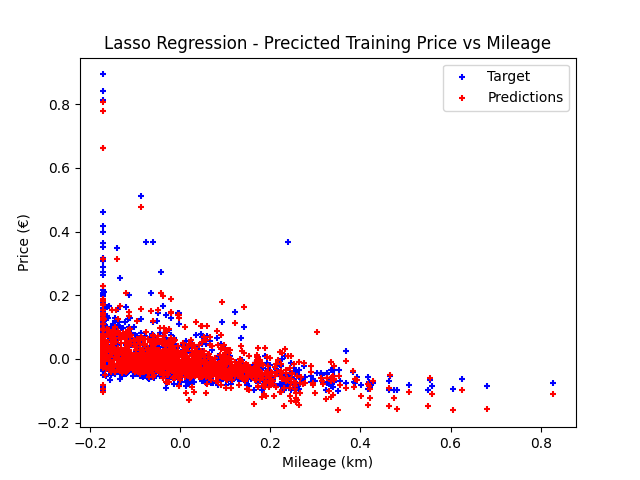 Lasso Regression - Precicted Training Price vs Mileage
Target
Predictions
0.8
0.6
0.4
0.2
0.0
−0.2
Price (€)
−0.2
0.0
0.2
0.4
0.6
0.8
Mileage (km)